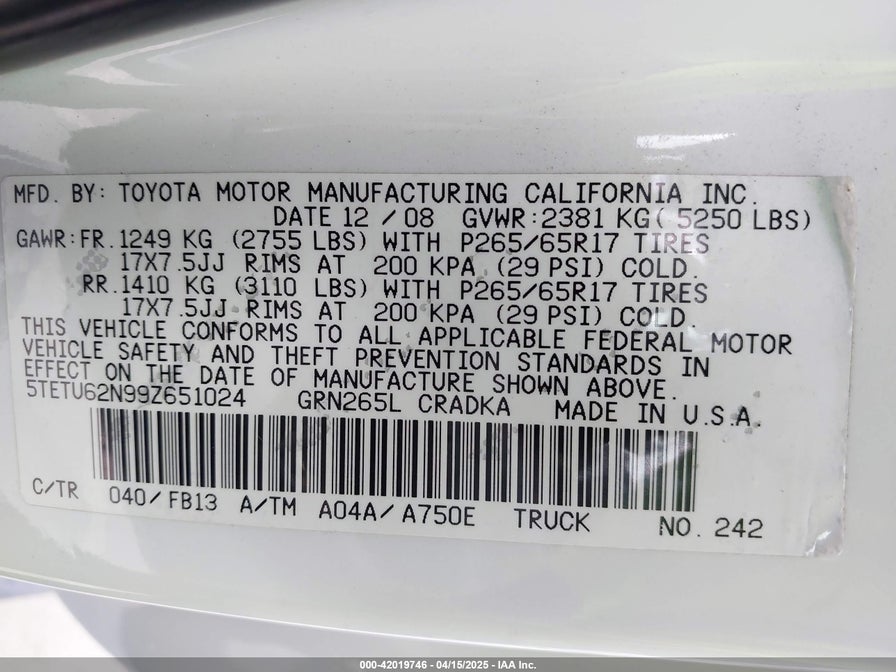 MFD. BY: TOYOTA MOTOR MANUFACTURING CALIFORNIA INC.
DATE 12 / 08 GVWR: 2381 KG( 5250 LBS)
GAWR: FR. 1249 KG (2755 LBS) WITH P265/65R17 TIRES
17X7.5JJ RIMS AT 200 KPA (29 PSI) COLD.
RR. 1410 KG (3110 LBS) WITH P265/65R17 TIRES
17X7.5JJ RIMS AT 200 KPA (29 PSI) COLD.
THIS VEHICLE CONFORMS TO ALL APPLICABLE FEDERAL MOTOR
VEHICLE SAFETY AND THEFT PREVENTION STANDARDS IN
EFFECT ON THE DATE OF MANUFACTURE SHOWN ABOVE.
5TETU62N99Z651024 GRN265L CRADKA MADE IN U.S.A.
C/TR 040/ FB13 A/TM A04A/ A750E TRUCK NO. 242
000-42019746 - 04/15/2025 - IAA Inc.